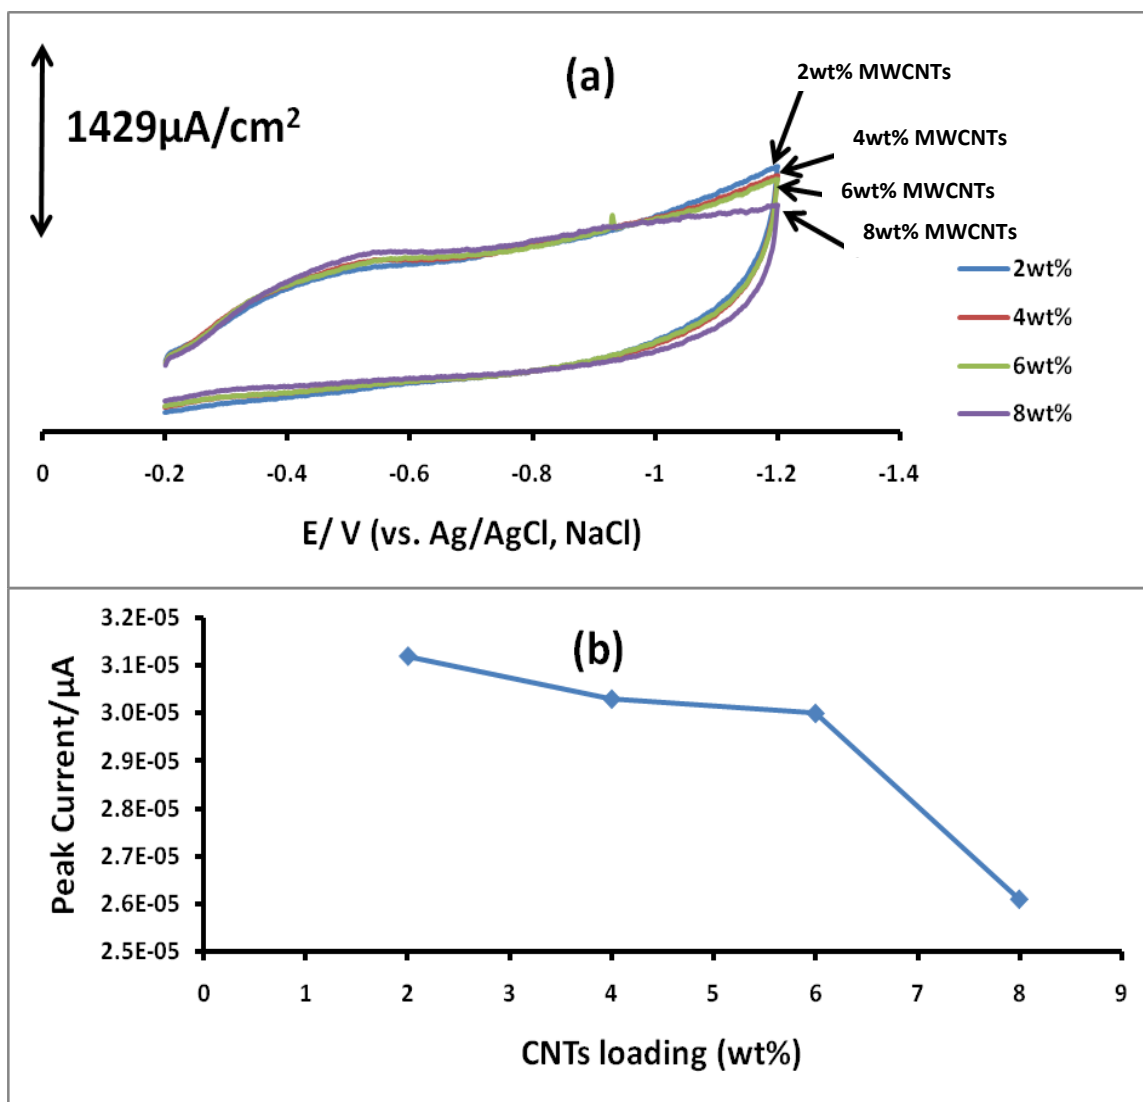 (a)
1429µA/cm²
2wt% MWCNTs
4wt% MWCNTs
6wt% MWCNTs
8wt% MWCNTs
2wt%
4wt%
6wt%
8wt%
0 -0.2 -0.4 -0.6 -0.8 -1 -1.2 -1.4
E/ V (vs. Ag/AgCl, NaCl)
(b)
Peak Current/µA
3.2E-05
3.1E-05
3.0E-05
2.9E-05
2.8E-05
2.7E-05
2.6E-05
2.5E-05
0 1 2 3 4 5 6 7 8 9
CNTs loading (wt%)